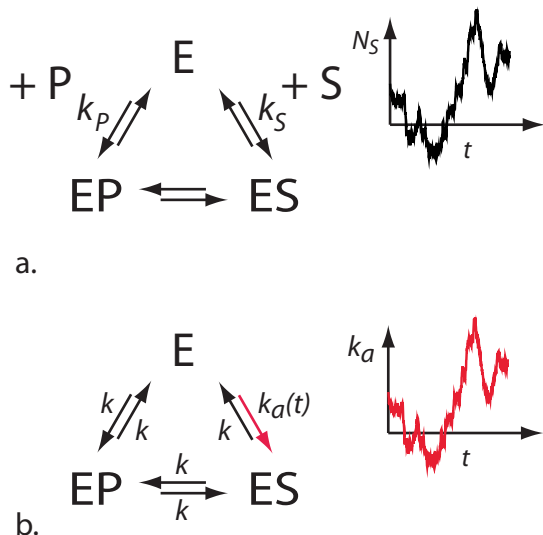 E
+ P
+ S
k_P
k_S
EP
ES
N_S
t
a.
E
k
k
k_a(t)
k
k
k
EP
ES
k_a
t
b.